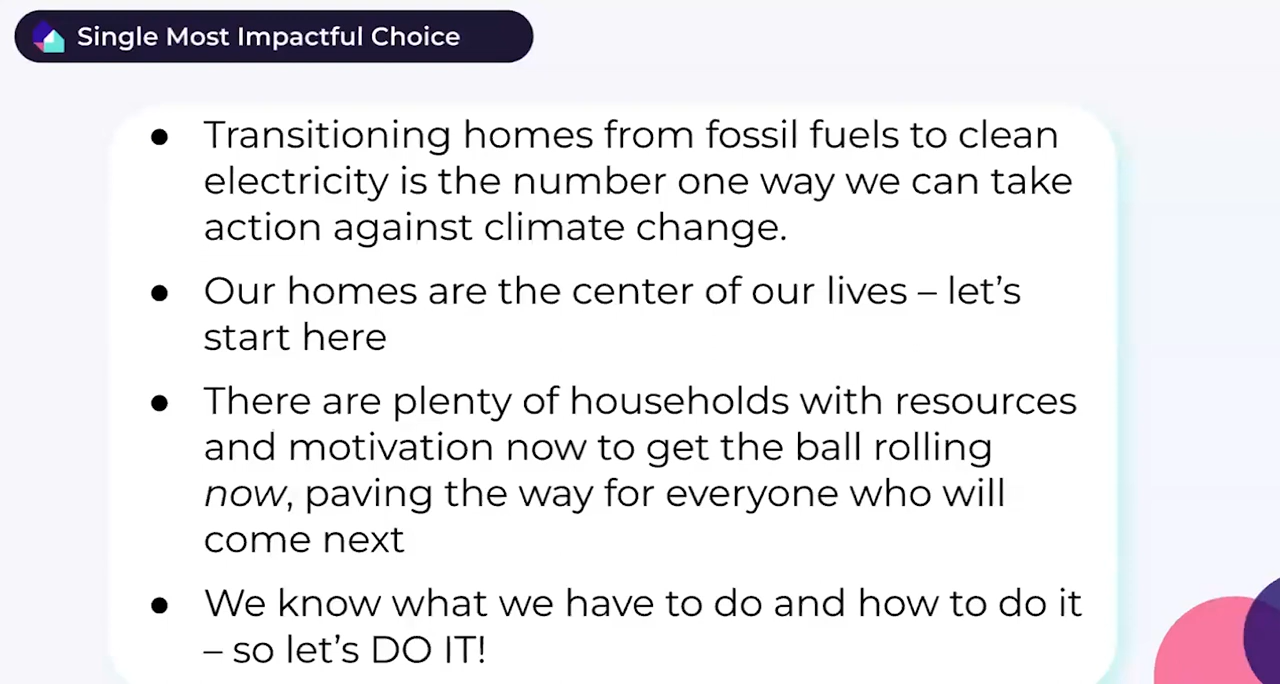 Single Most Impactful Choice
● Transitioning homes from fossil fuels to clean
electricity is the number one way we can take
action against climate change.
● Our homes are the center of our lives – let’s
start here
● There are plenty of households with resources
and motivation now to get the ball rolling
now, paving the way for everyone who will
come next
● We know what we have to do and how to do it
– so let’s DO IT!